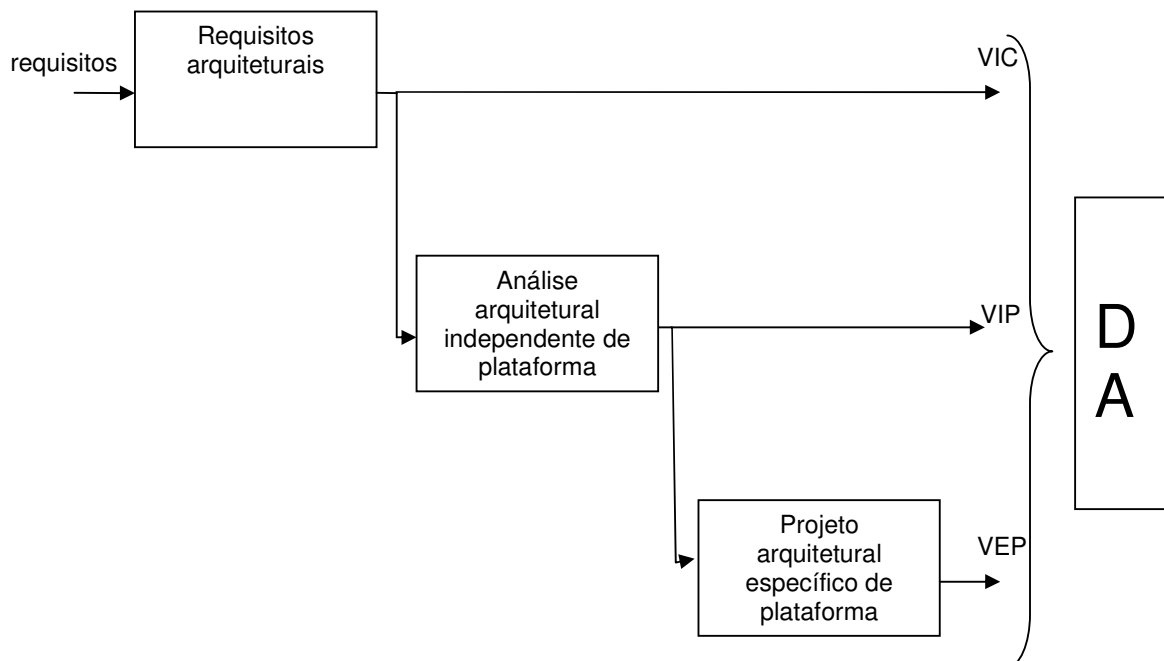 Requisitos
arquiteturais
requisitos
VIC
Análise
arquitetural
independente de
plataforma
VIP
D
A
Projeto
arquitetural
específico de
plataforma
VEP